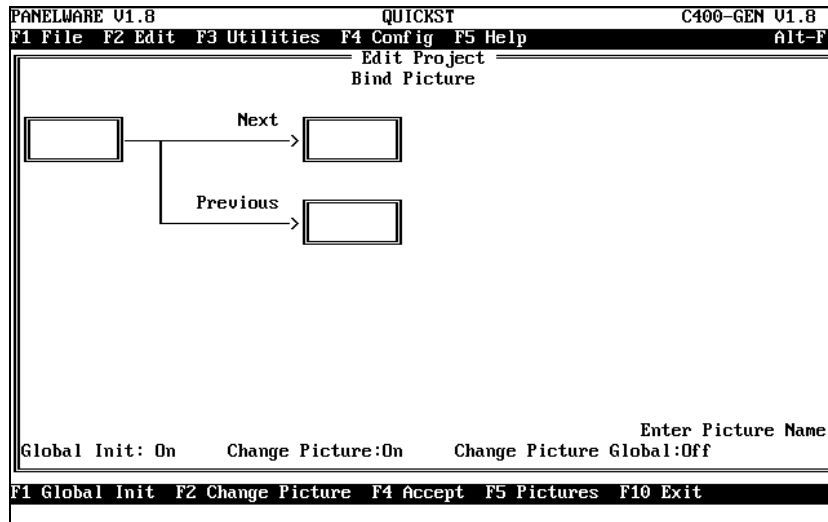 PANELWARE V1.8 QUICKST C400-GEN V1.8
F1 File F2 Edit F3 Utilities F4 Config F5 Help Alt-F
Edit Project
Bind Picture
Next
Previous
Enter Picture Name
Global Init: On Change Picture:On Change Picture Global:Off
F1 Global Init F2 Change Picture F4 Accept F5 Pictures F10 Exit